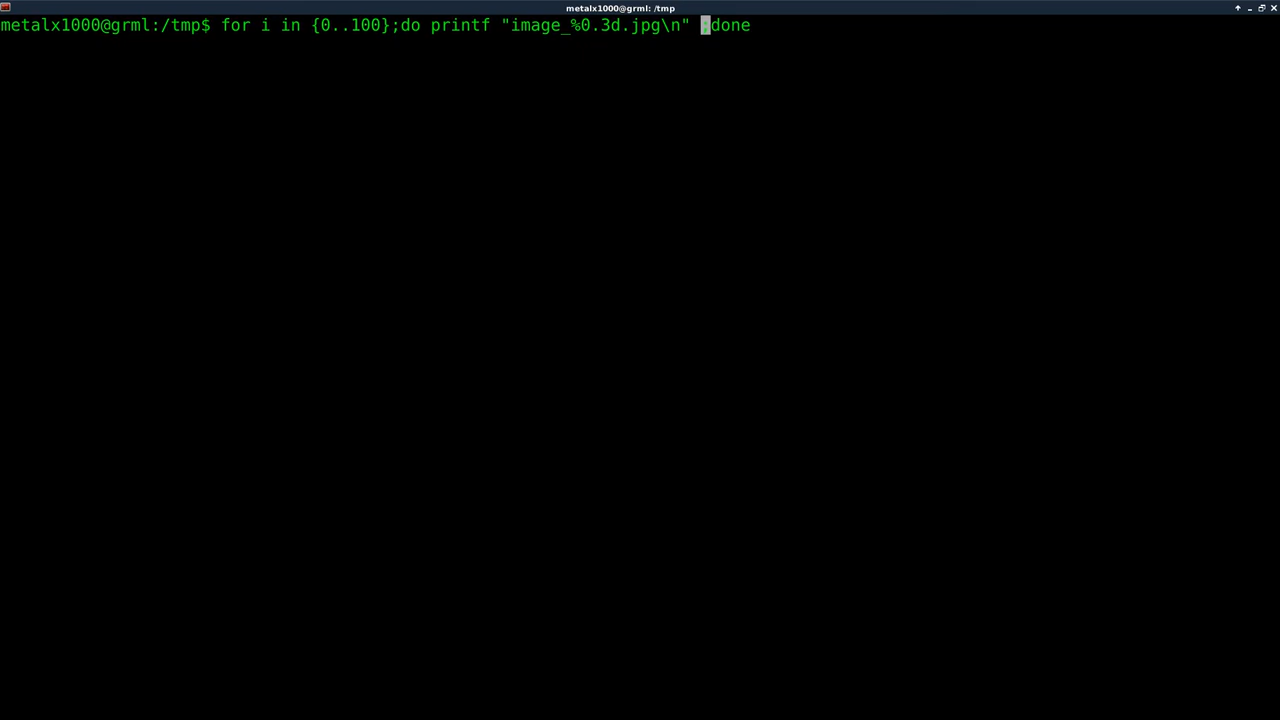 metalx1000@grml: /tmp
metalx1000@grml:/tmp$ for i in {0..100};do printf "image_%0.3d.jpg\n" ;done